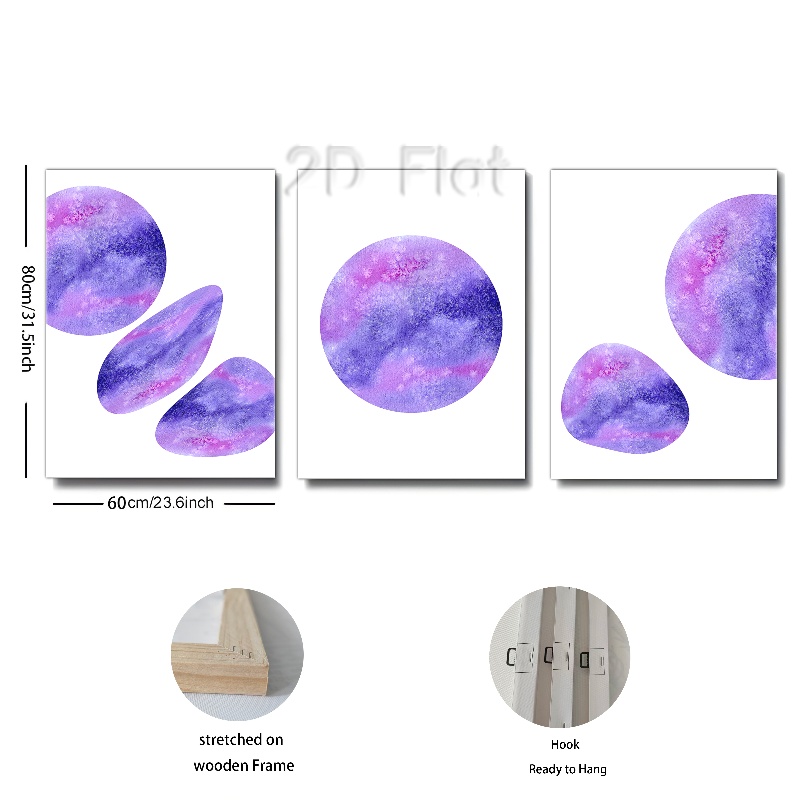 2D Flat
80cm/31.5inch
60cm/23.6inch
stretched on
wooden Frame
Hook
Ready to Hang